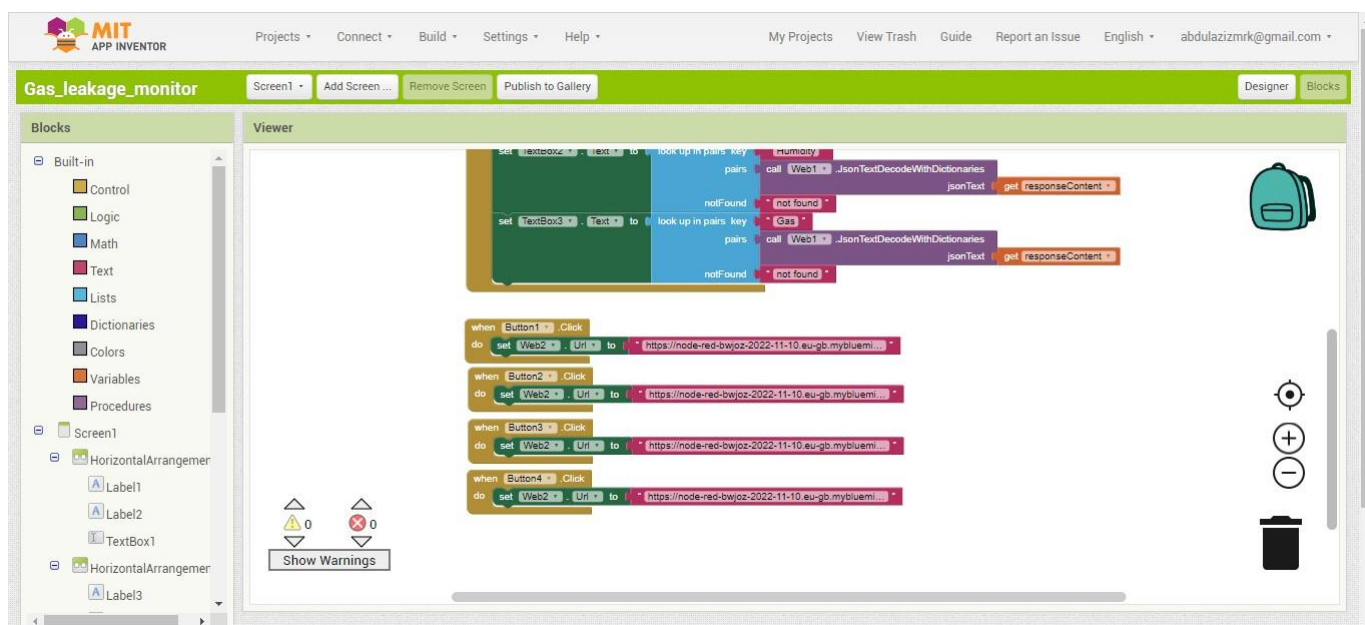 MIT
APP INVENTOR
Projects Connect Build Settings Help My Projects View Trash Guide Report an Issue English abdulazizmrk@gmail.com
Gas_leakage_monitor Screen1 Add Screen ... Remove Screen Publish to Gallery Designer Blocks
Blocks Viewer
Built-in
Control
Logic
Math
Text
Lists
Dictionaries
Colors
Variables
Procedures
Screen1
HorizontalArrangemer
Label1
Label2
TextBox1
HorizontalArrangemer
Label3
set TextBox2 . Text to look up in pairs key " Humidity "
pairs call Web1 .JsonTextDecodeWithDictionaries
jsonText get responseContent
notFound " not found "
set TextBox3 . Text to look up in pairs key " Gas "
pairs call Web1 .JsonTextDecodeWithDictionaries
jsonText get responseContent
notFound " not found "
when Button1 .Click
do set Web2 . Url to " https://node-red-bwjoz-2022-11-10.eu-gb.mybluemi... "
when Button2 .Click
do set Web2 . Url to " https://node-red-bwjoz-2022-11-10.eu-gb.mybluemi... "
when Button3 .Click
do set Web2 . Url to " https://node-red-bwjoz-2022-11-10.eu-gb.mybluemi... "
when Button4 .Click
do set Web2 . Url to " https://node-red-bwjoz-2022-11-10.eu-gb.mybluemi... "
0 0
Show Warnings